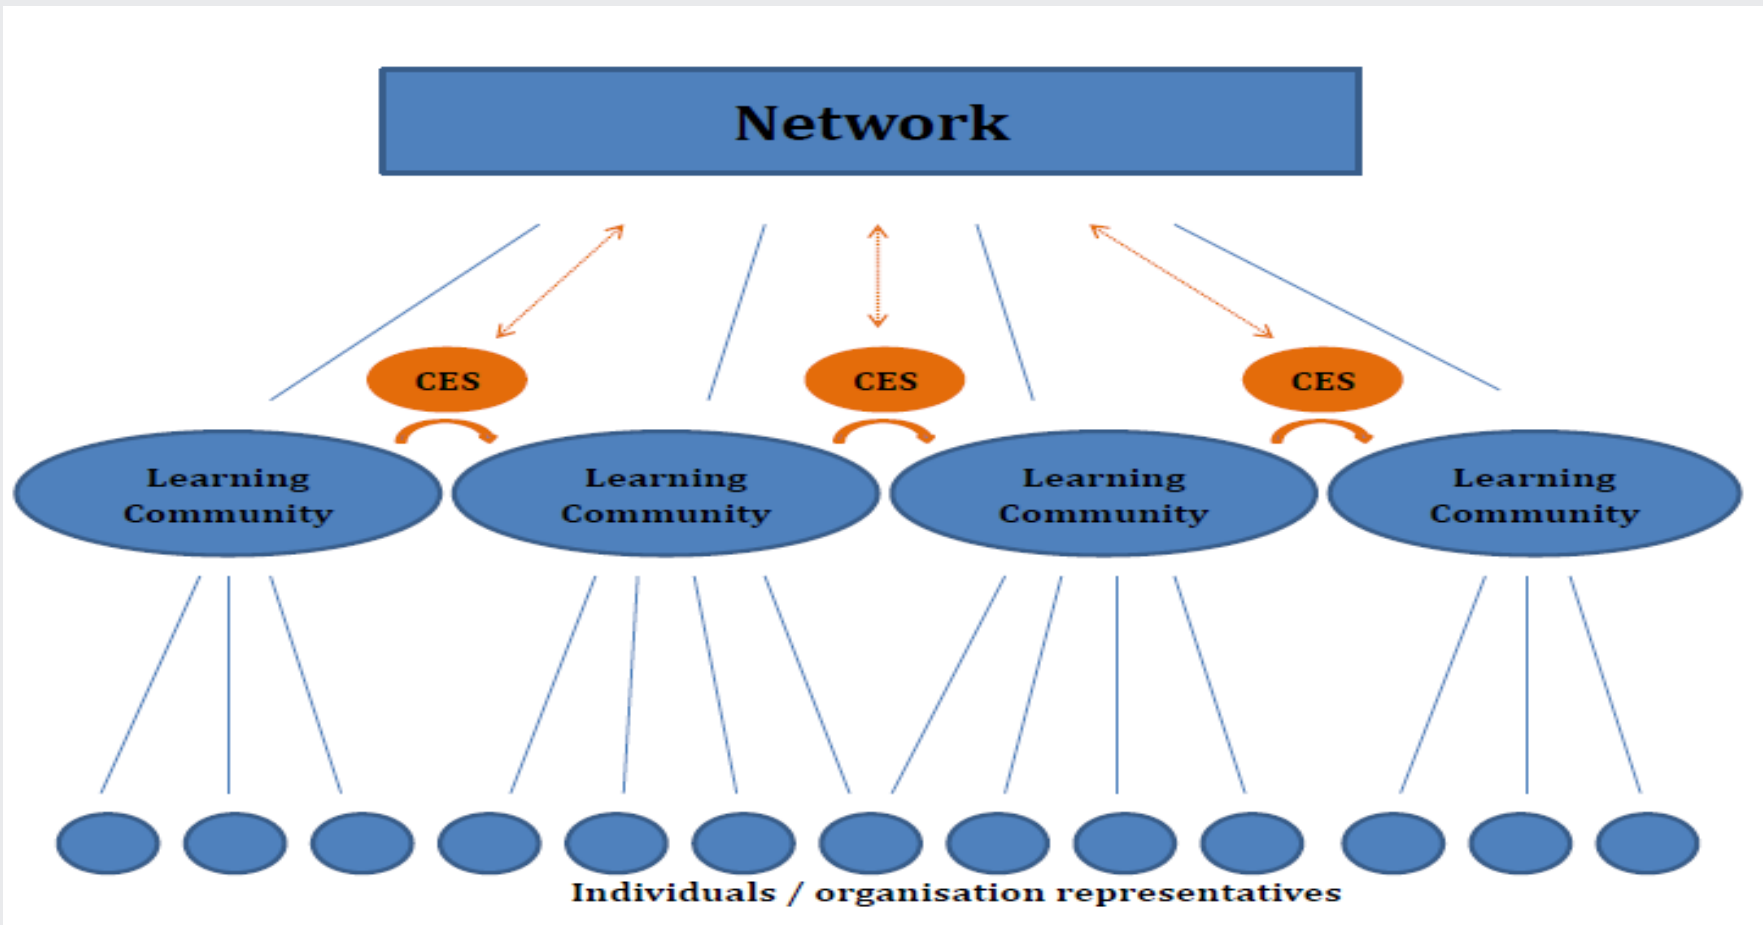 Network
CES
CES
CES
Learning
Community
Learning
Community
Learning
Community
Learning
Community
Individuals / organisation representatives